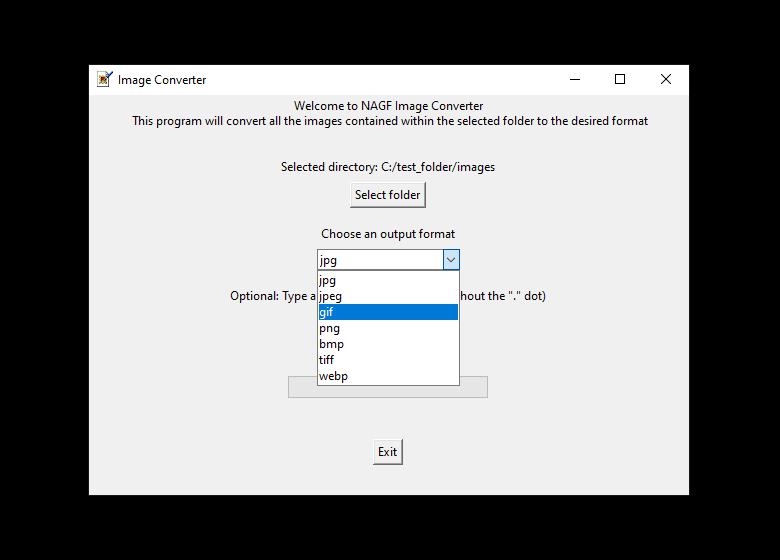 Image Converter
Welcome to NAGF Image Converter
This program will convert all the images contained within the selected folder to the desired format
Selected directory: C:/test_folder/images
Select folder
Choose an output format
jpg
jpg
Optional: Type a jpeg hout the "." dot)
gif
png
bmp
tiff
webp
Exit